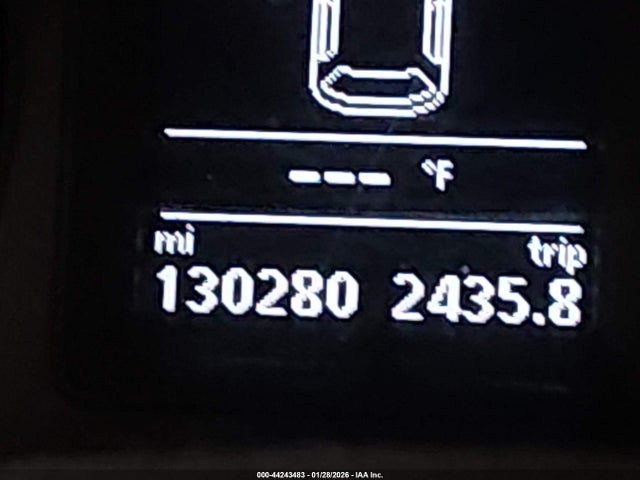 --- °F
mi trip
130280 2435.8
000-44243483 - 01/28/2026 - IAA Inc.